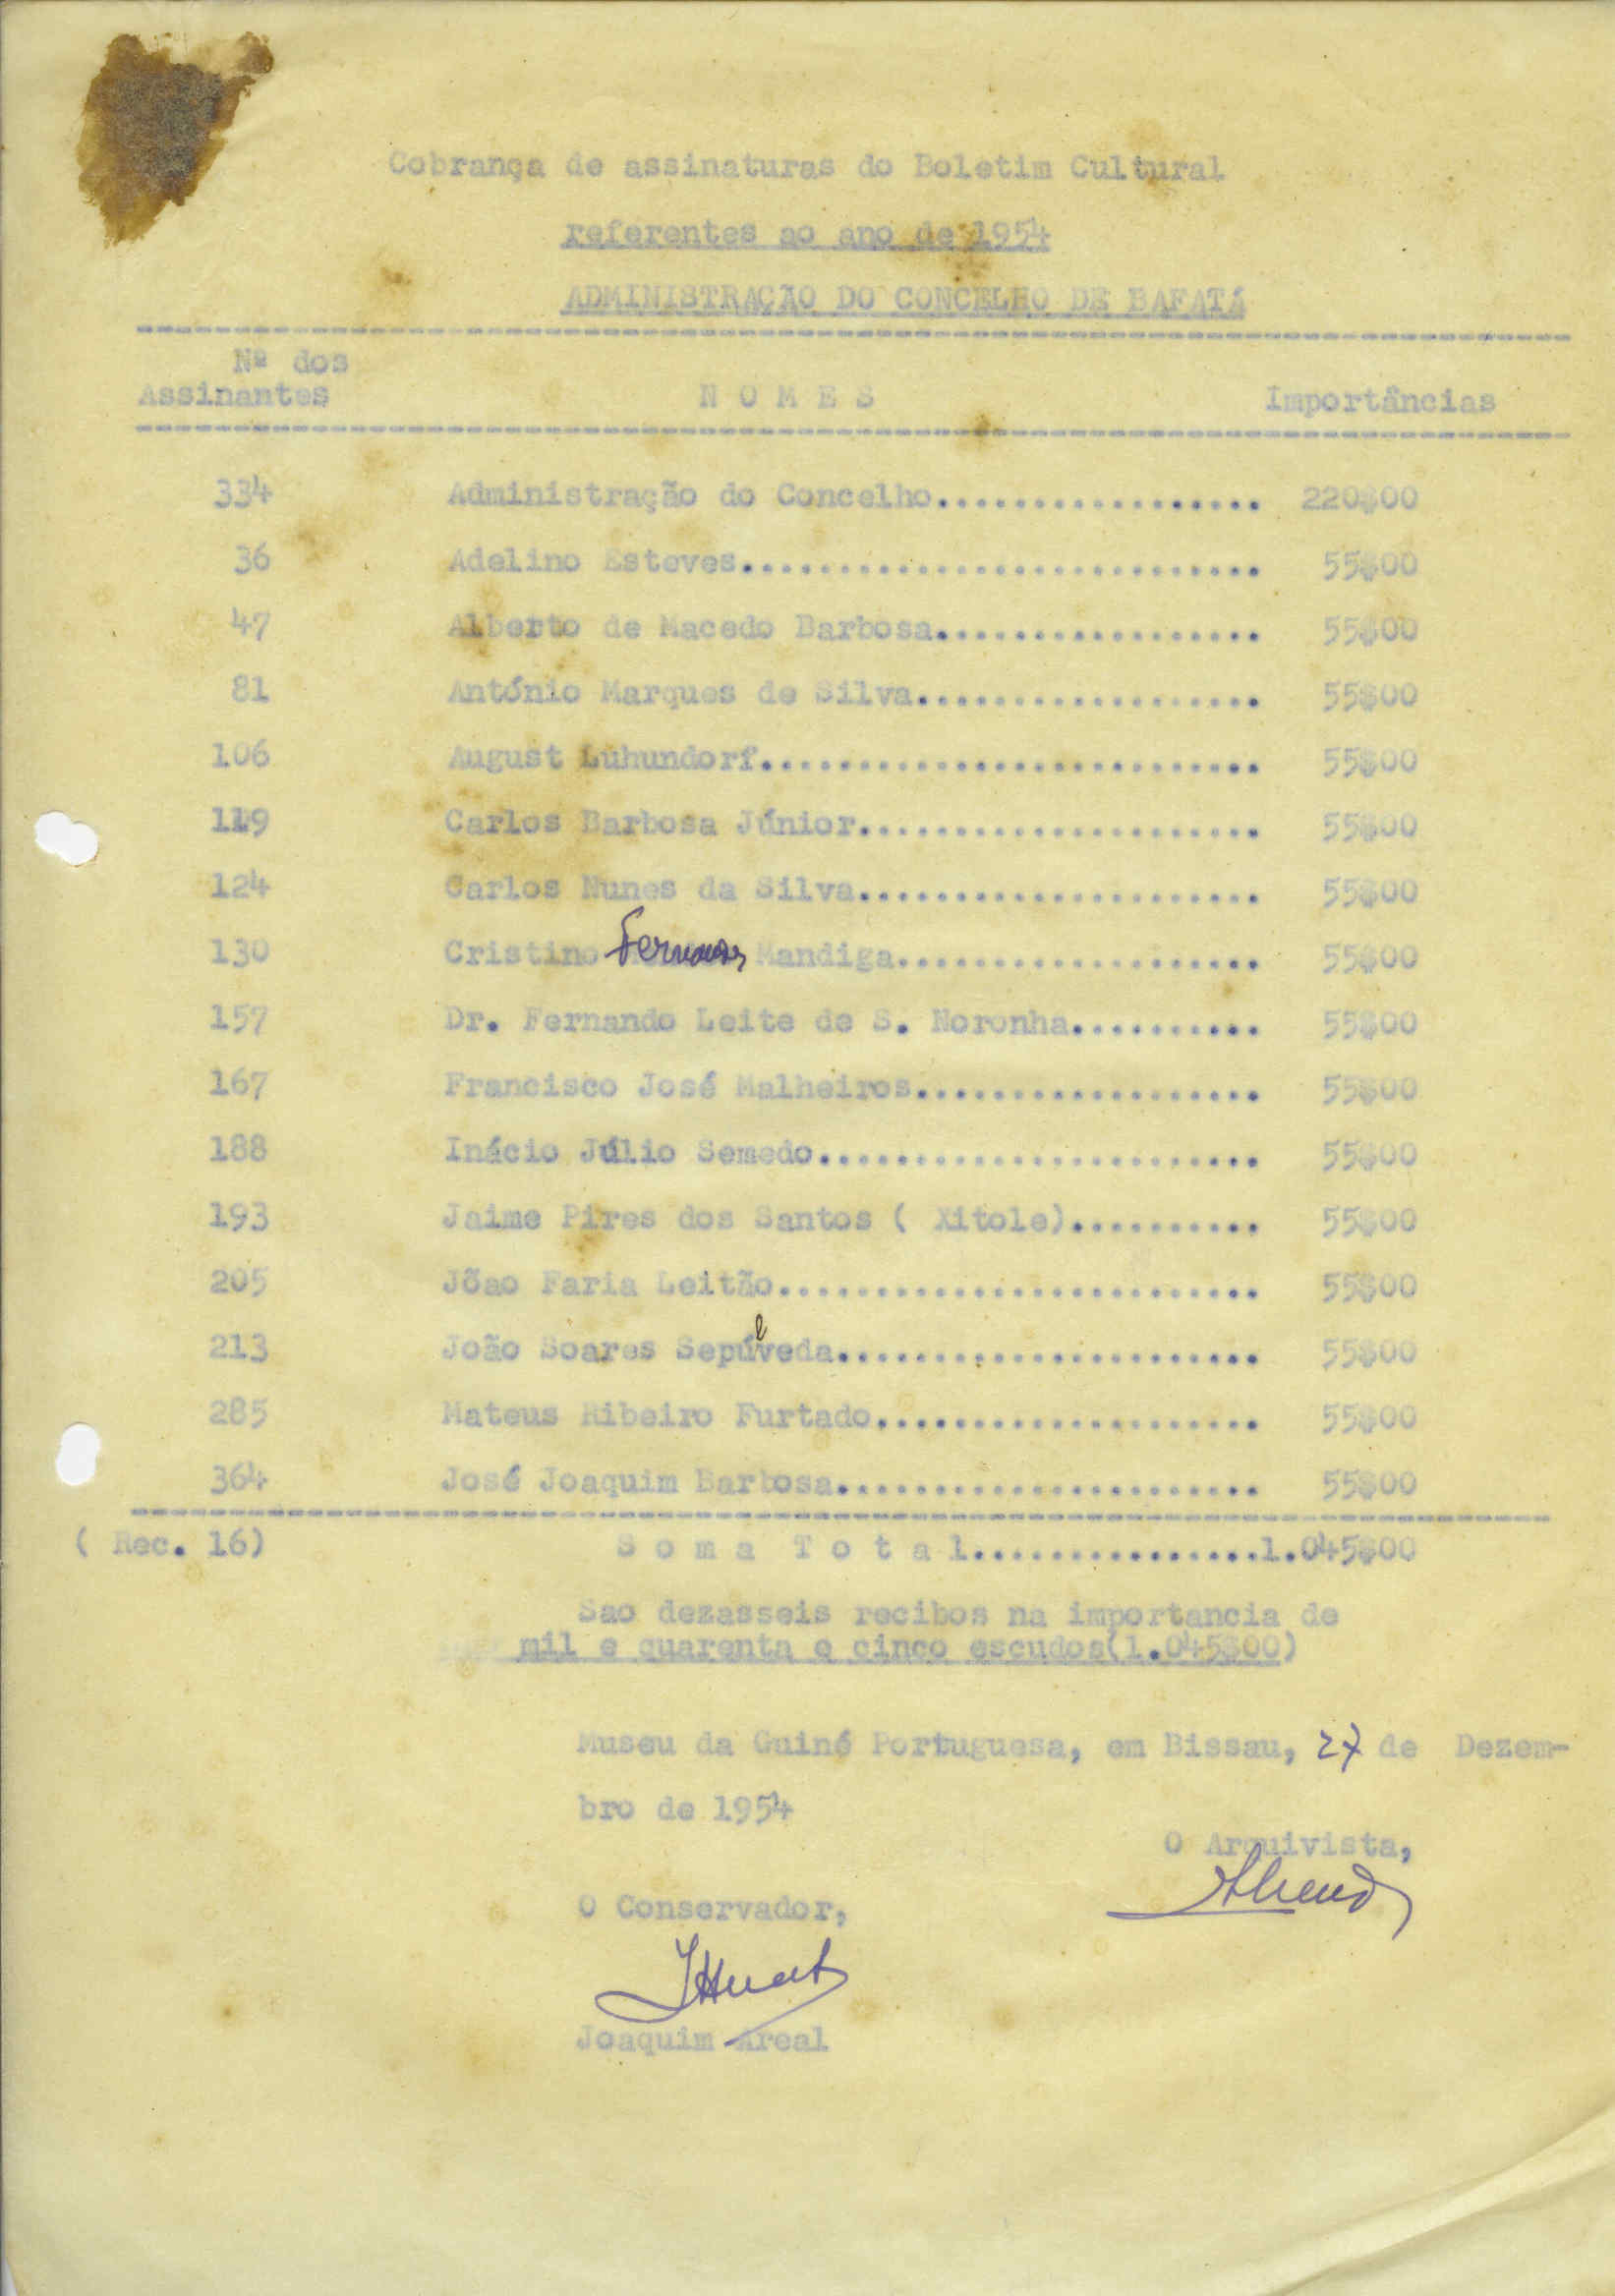 Cobrança de assinaturas do Boletim Cultural
referentes ao ano de 1954
ADMINISTRAÇÃO DO CONCELHO DE BAFATÁ
Nº dos
Assinantes N O M E S Importâncias
334 Administração do Concelho................. 220$00
36 Adelino Esteves........................... 55$00
47 Alberto de Macedo Barbosa................. 55$00
81 António Marques de Silva.................. 55$00
106 August Luhundorf.......................... 55$00
119 Carlos Barbosa Júnior..................... 55$00
124 Carlos Nunes da Silva..................... 55$00
130 Cristino Fernandes Mandiga................... 55$00
157 Dr. Fernando Leite de S. Noronha.......... 55$00
167 Francisco José Malheiros.................. 55$00
188 Inácio Júlio Semedo....................... 55$00
193 Jaime Pires dos Santos ( Xitole).......... 55$00
205 Jõao Faria Leitão......................... 55$00
213 João Soares Sepúlveda...................... 55$00
285 Mateus Ribeiro Furtado.................... 55$00
364 José Joaquim Barbosa...................... 55$00
( Rec. 16) S o m a T o t a l...............1.045$00
Sao dezasseis recibos na importancia de
mil e quarenta e cinco escudos(1.045$00)
Museu da Guiné Portuguesa, em Bissau, 27 de Dezem-
bro de 1954
O Arquivista,
O Conservador,
Joaquim Areal